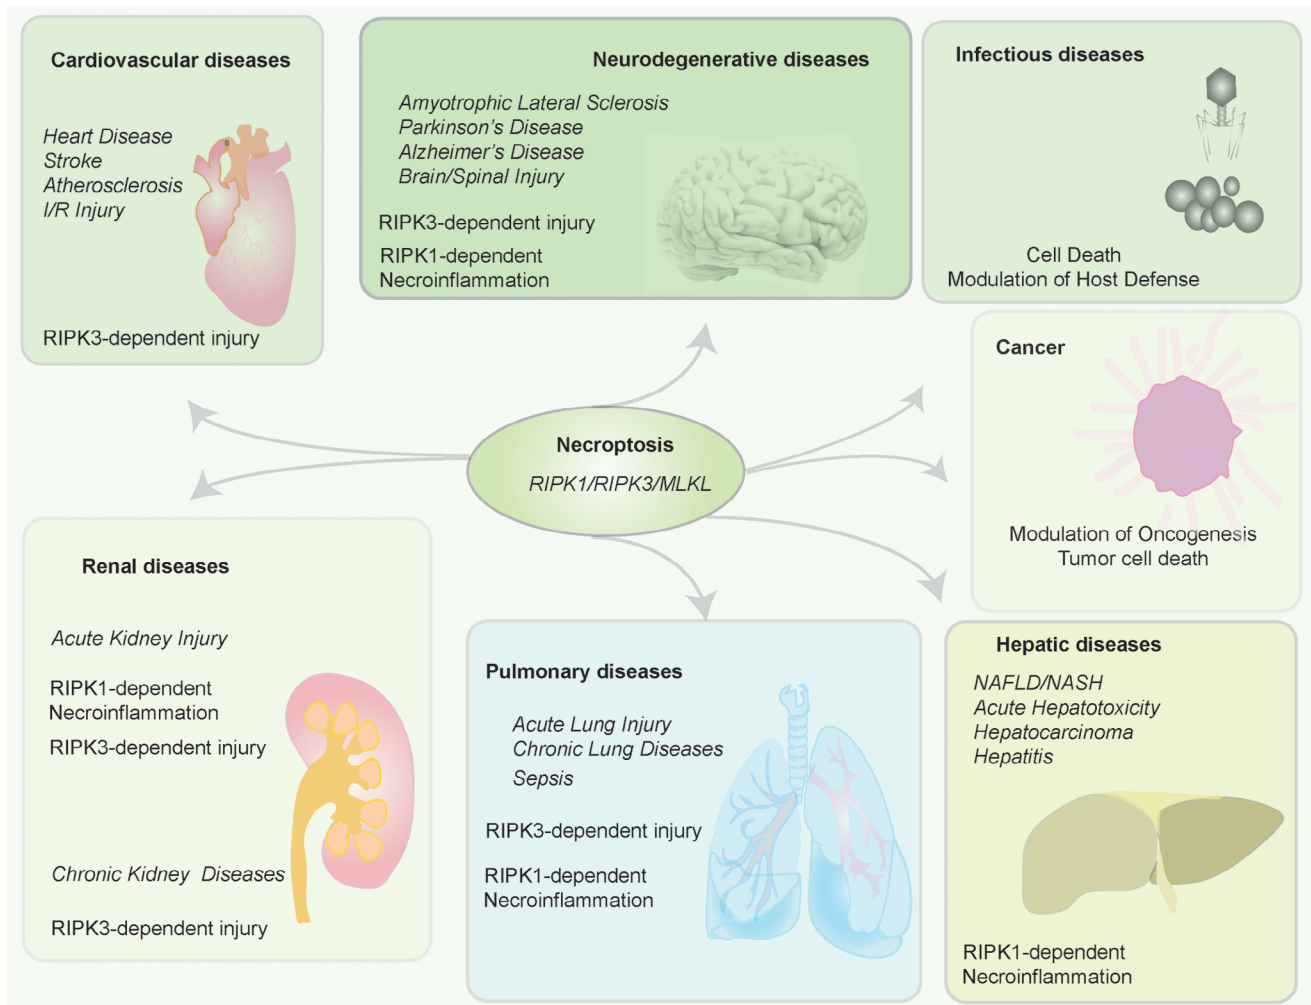 Cardiovascular diseases
Heart Disease
Stroke
Atherosclerosis
I/R Injury
RIPK3-dependent injury
Neurodegenerative diseases
Amyotrophic Lateral Sclerosis
Parkinson's Disease
Alzheimer's Disease
Brain/Spinal Injury
RIPK3-dependent injury
RIPK1-dependent
Necroinflammation
Infectious diseases
Cell Death
Modulation of Host Defense
Cancer
Modulation of Oncogenesis
Tumor cell death
Necroptosis
RIPK1/RIPK3/MLKL
Renal diseases
Acute Kidney Injury
RIPK1-dependent
Necroinflammation
RIPK3-dependent injury
Chronic Kidney Diseases
RIPK3-dependent injury
Pulmonary diseases
Acute Lung Injury
Chronic Lung Diseases
Sepsis
RIPK3-dependent injury
RIPK1-dependent
Necroinflammation
Hepatic diseases
NAFLD/NASH
Acute Hepatotoxicity
Hepatocarcinoma
Hepatitis
RIPK1-dependent
Necroinflammation